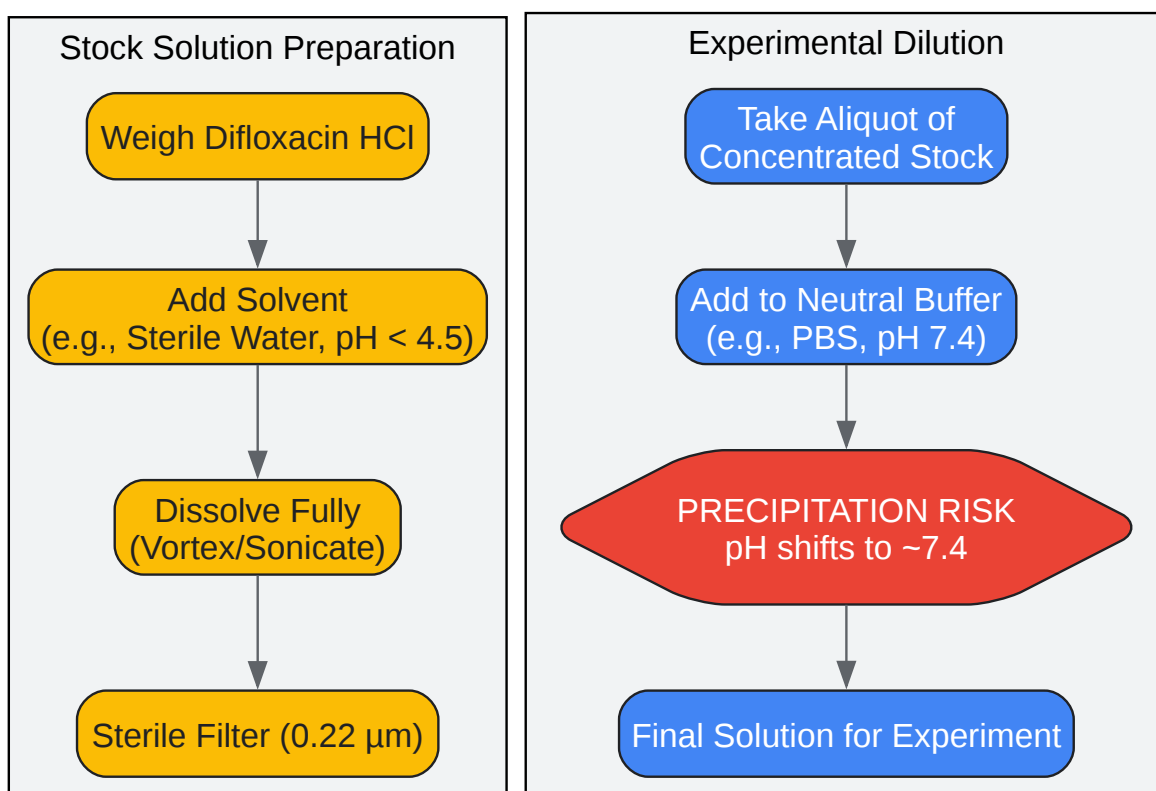 Stock Solution Preparation
Weigh Difloxacin HCl
Add Solvent
(e.g., Sterile Water, pH < 4.5)
Dissolve Fully
(Vortex/Sonicate)
Sterile Filter (0.22 µm)
Experimental Dilution
Take Aliquot of
Concentrated Stock
Add to Neutral Buffer
(e.g., PBS, pH 7.4)
PRECIPITATION RISK
pH shifts to ~7.4
Final Solution for Experiment